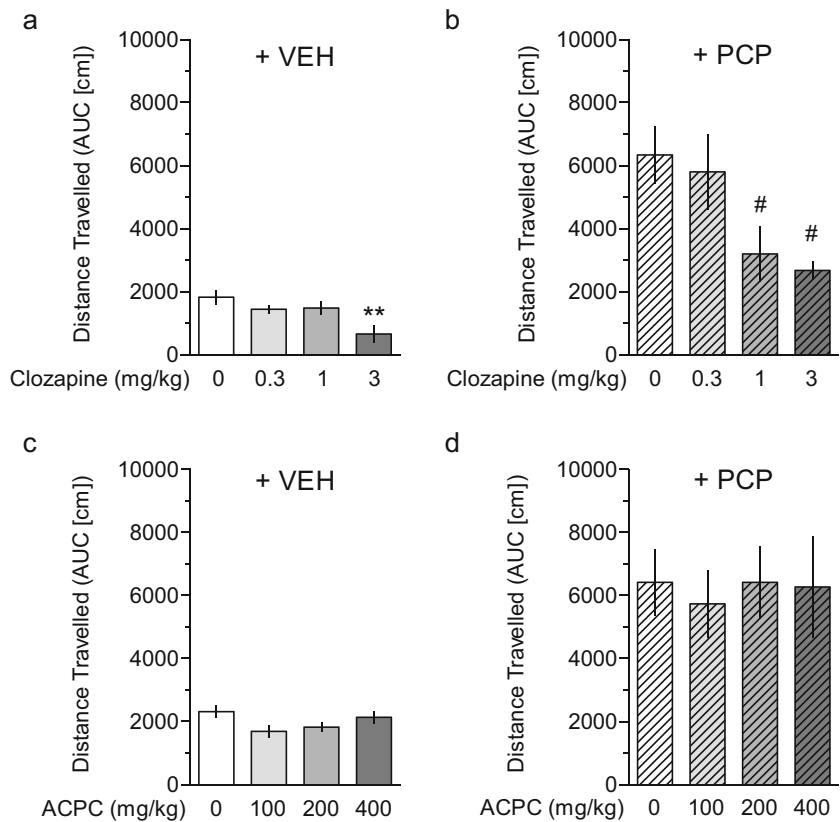 a
+ VEH
Distance Travelled (AUC [cm])
10000
8000
6000
4000
2000
0
**
Clozapine (mg/kg) 0 0.3 1 3
b
+ PCP
Distance Travelled (AUC [cm])
10000
8000
6000
4000
2000
0
# #
Clozapine (mg/kg) 0 0.3 1 3
c
+ VEH
Distance Travelled (AUC [cm])
10000
8000
6000
4000
2000
0
ACPC (mg/kg) 0 100 200 400
d
+ PCP
Distance Travelled (AUC [cm])
10000
8000
6000
4000
2000
0
ACPC (mg/kg) 0 100 200 400